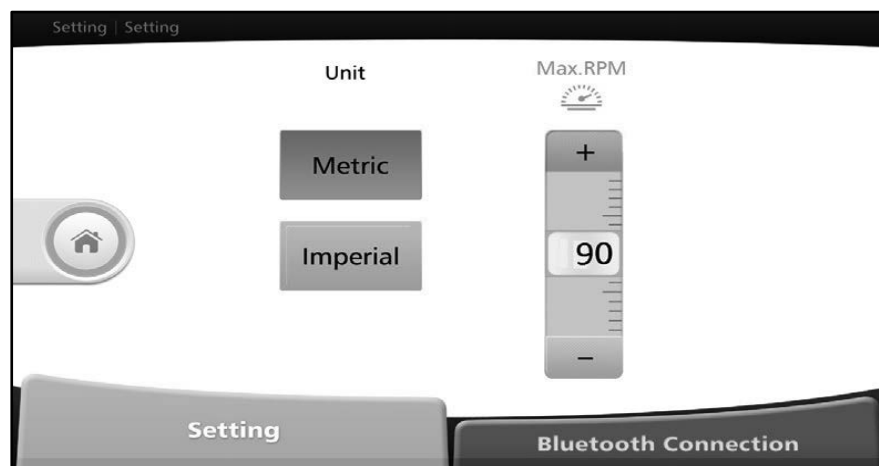 Setting | Setting
Unit
Max.RPM
+
Metric
90
Imperial
−
Setting
Bluetooth Connection